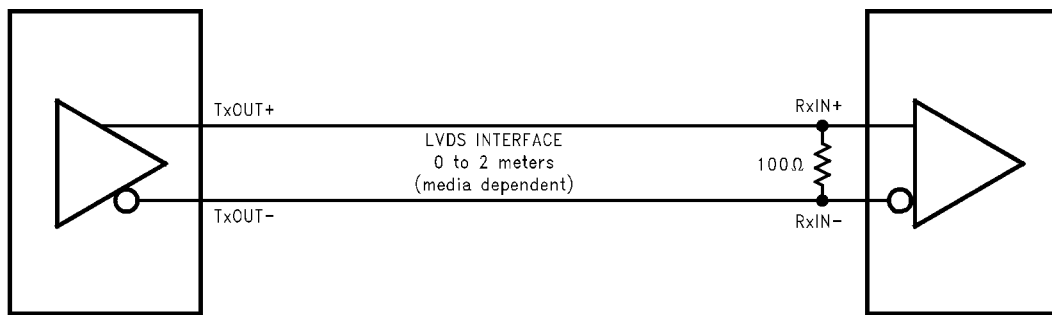 TxOUT+
RxIN+
LVDS INTERFACE
0 to 2 meters
(media dependent)
100Ω
TxOUT−
RxIN−